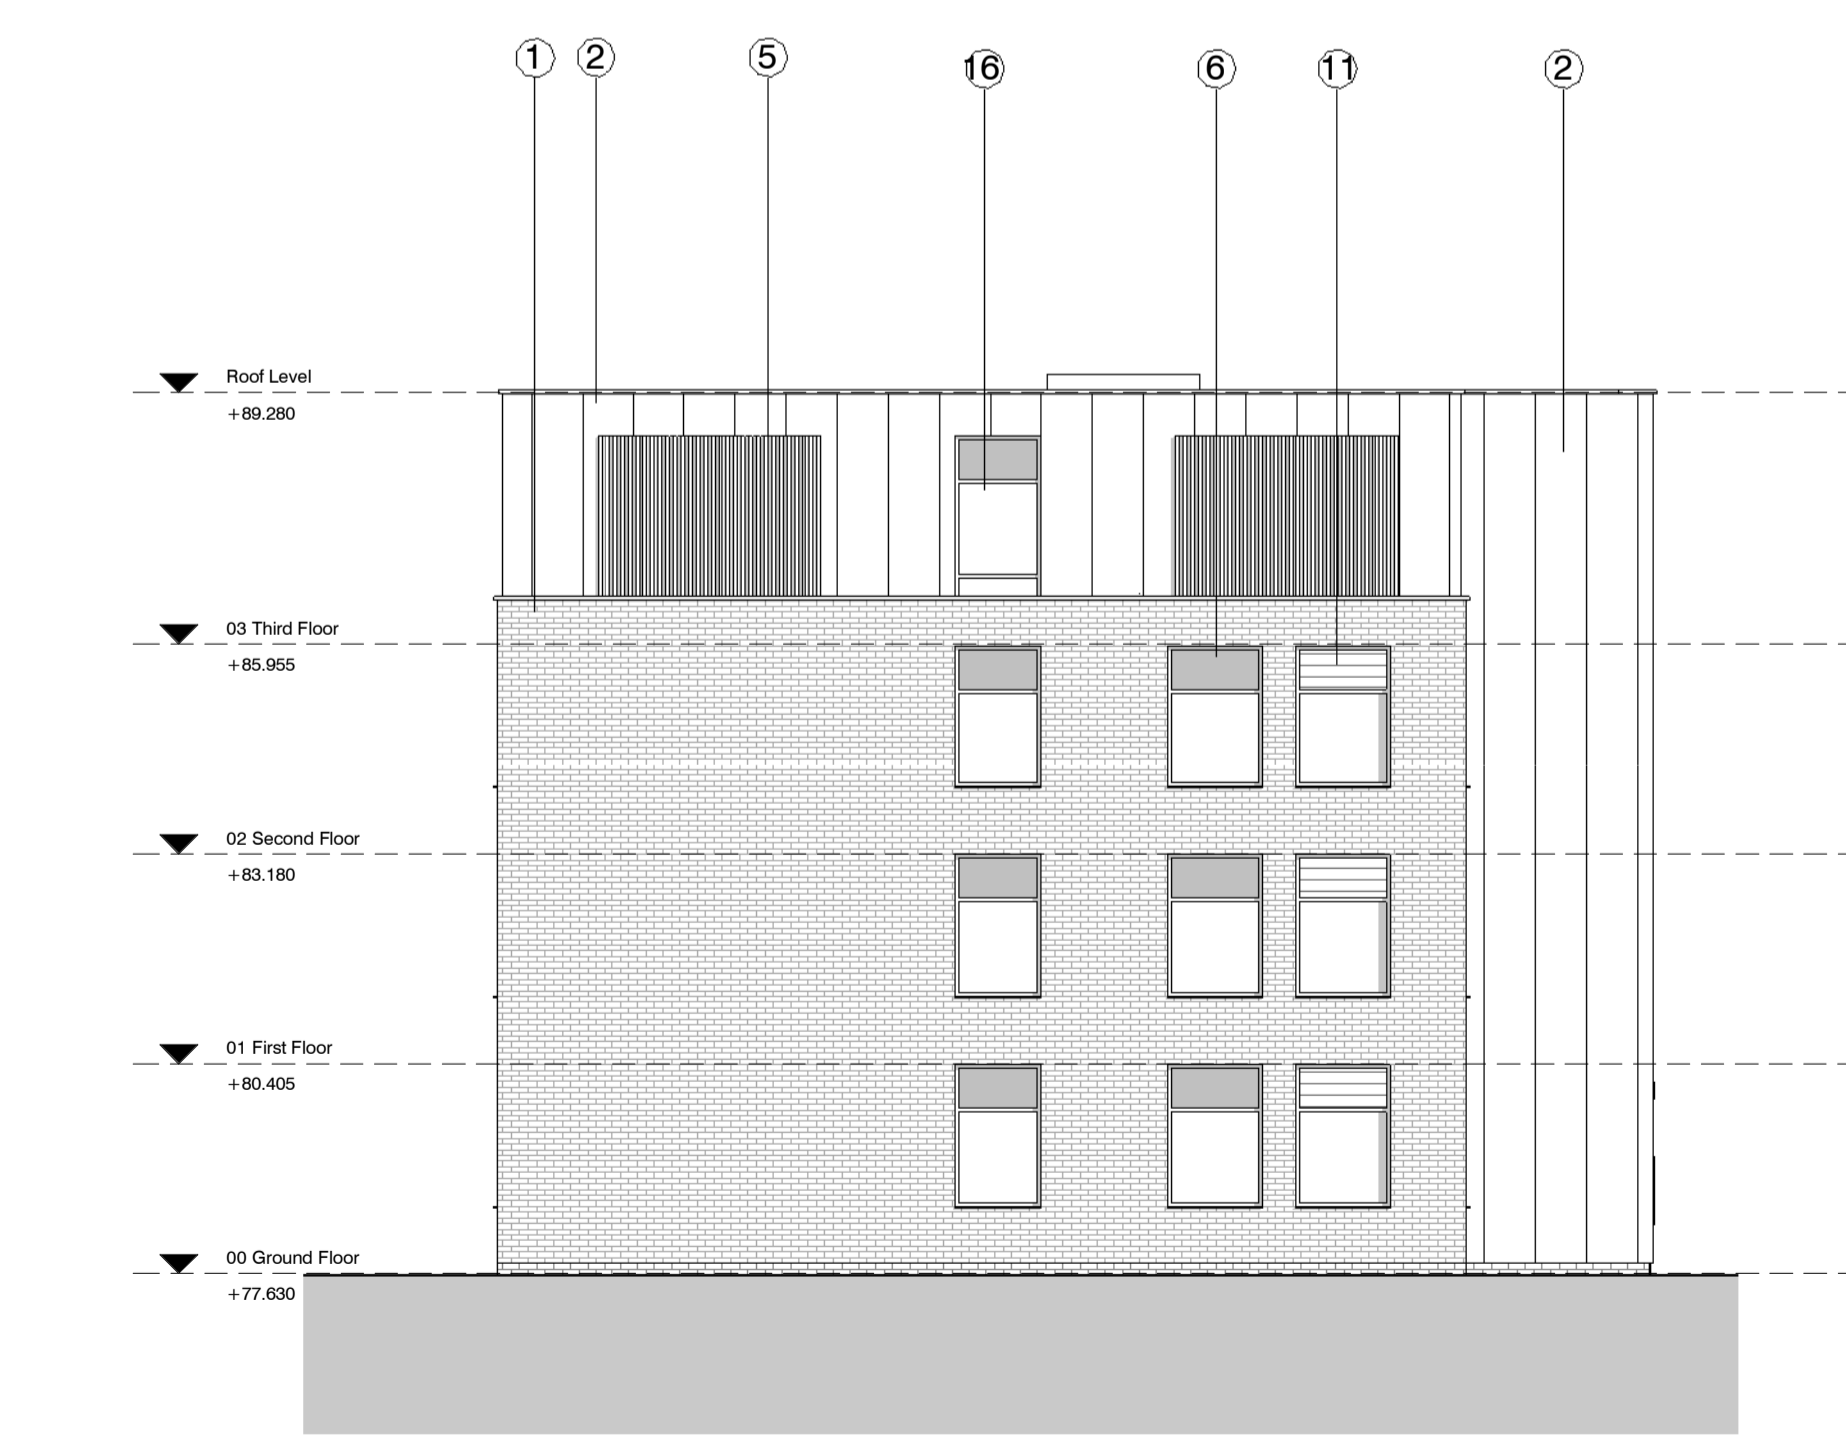 1 2 5 16 6 11 2
Roof Level
+89.280
03 Third Floor
+85.955
02 Second Floor
+83.180
01 First Floor
+80.405
00 Ground Floor
+77.630